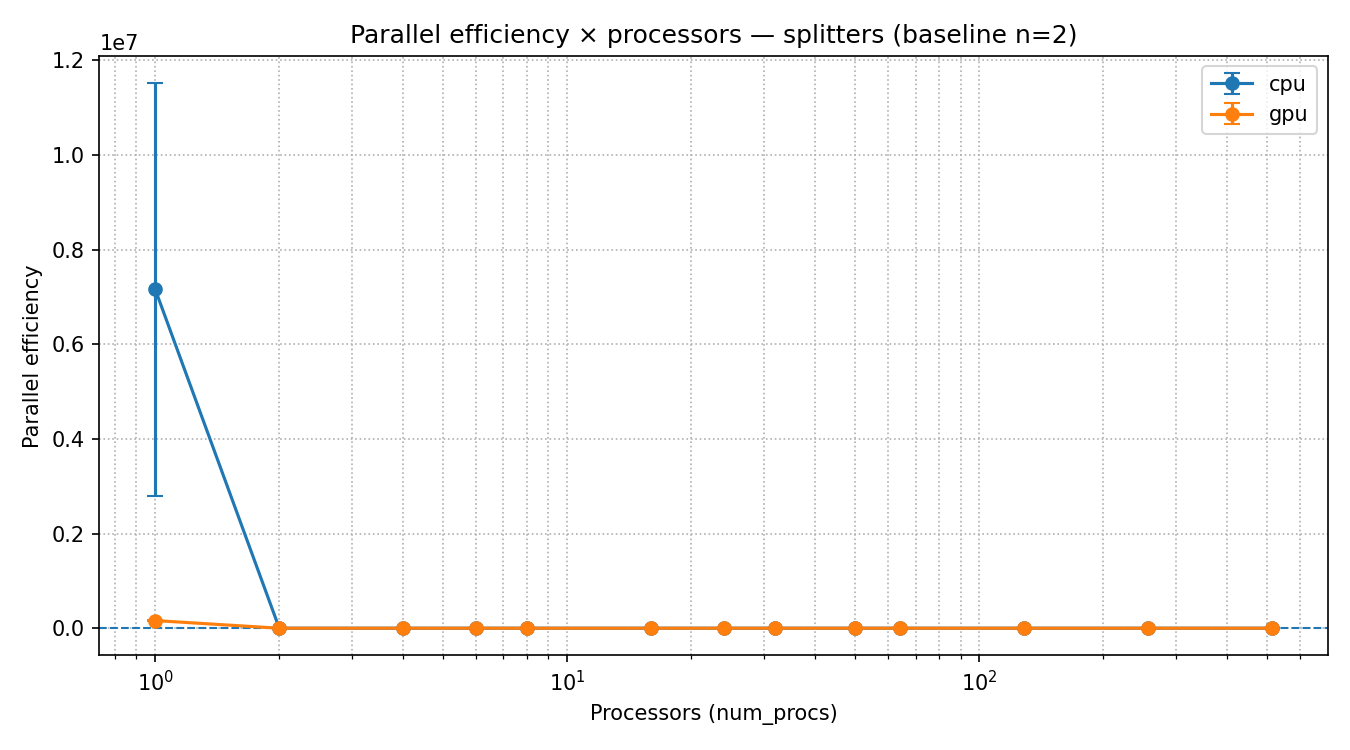 Parallel efficiency × processors — splitters (baseline n=2)
1e7
1.2
1.0
0.8
0.6
0.4
0.2
0.0
Parallel efficiency
cpu
gpu
10⁰
10¹
10²
Processors (num_procs)